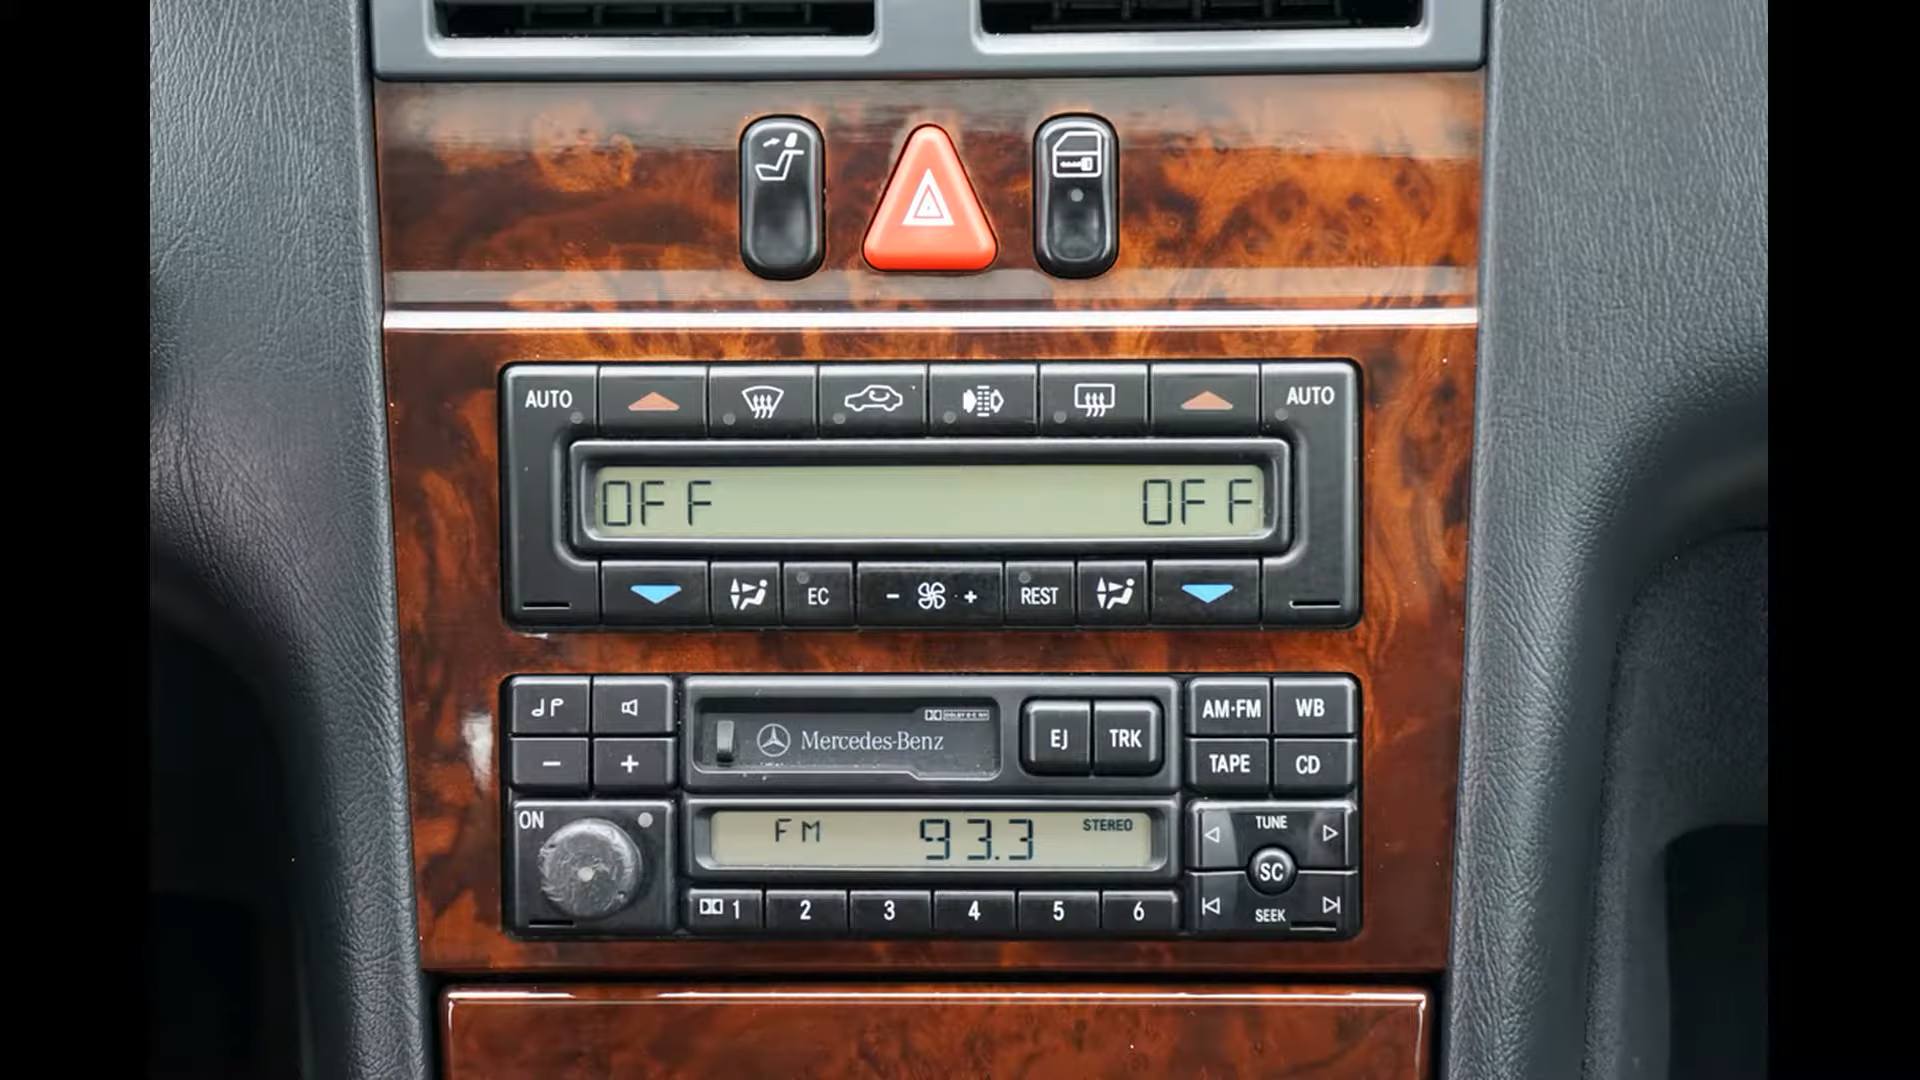 AUTO AUTO
OFF OFF
EC - + REST
AM·FM WB
Mercedes-Benz EJ TRK
- + TAPE CD
ON FM 93.3 STEREO TUNE
SC
1 2 3 4 5 6 SEEK